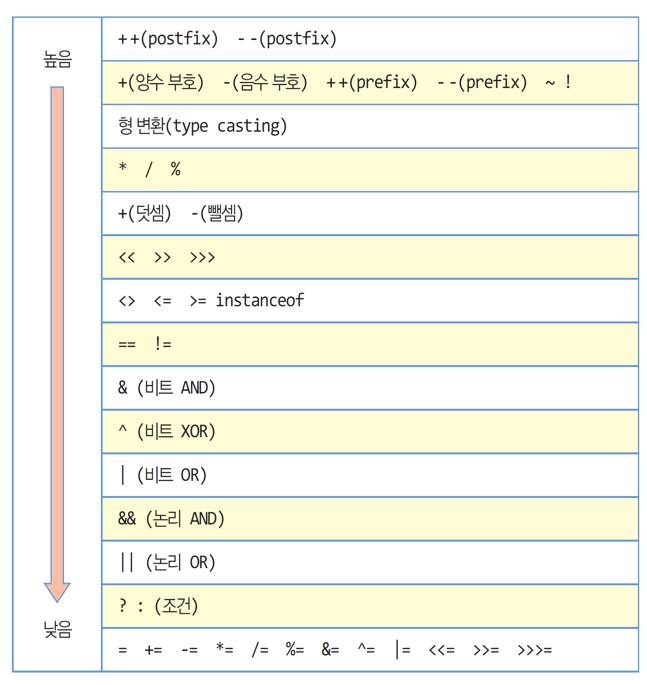 높음
++(postfix) --(postfix)
+(양수 부호) -(음수 부호) ++(prefix) --(prefix) ~ !
형 변환(type casting)
* / %
+(덧셈) -(뺄셈)
<< >> >>>
<> <= >= instanceof
== !=
& (비트 AND)
^ (비트 XOR)
| (비트 OR)
&& (논리 AND)
|| (논리 OR)
? : (조건)
낮음
= += -= *= /= %= &= ^= |= <<= >>= >>>=